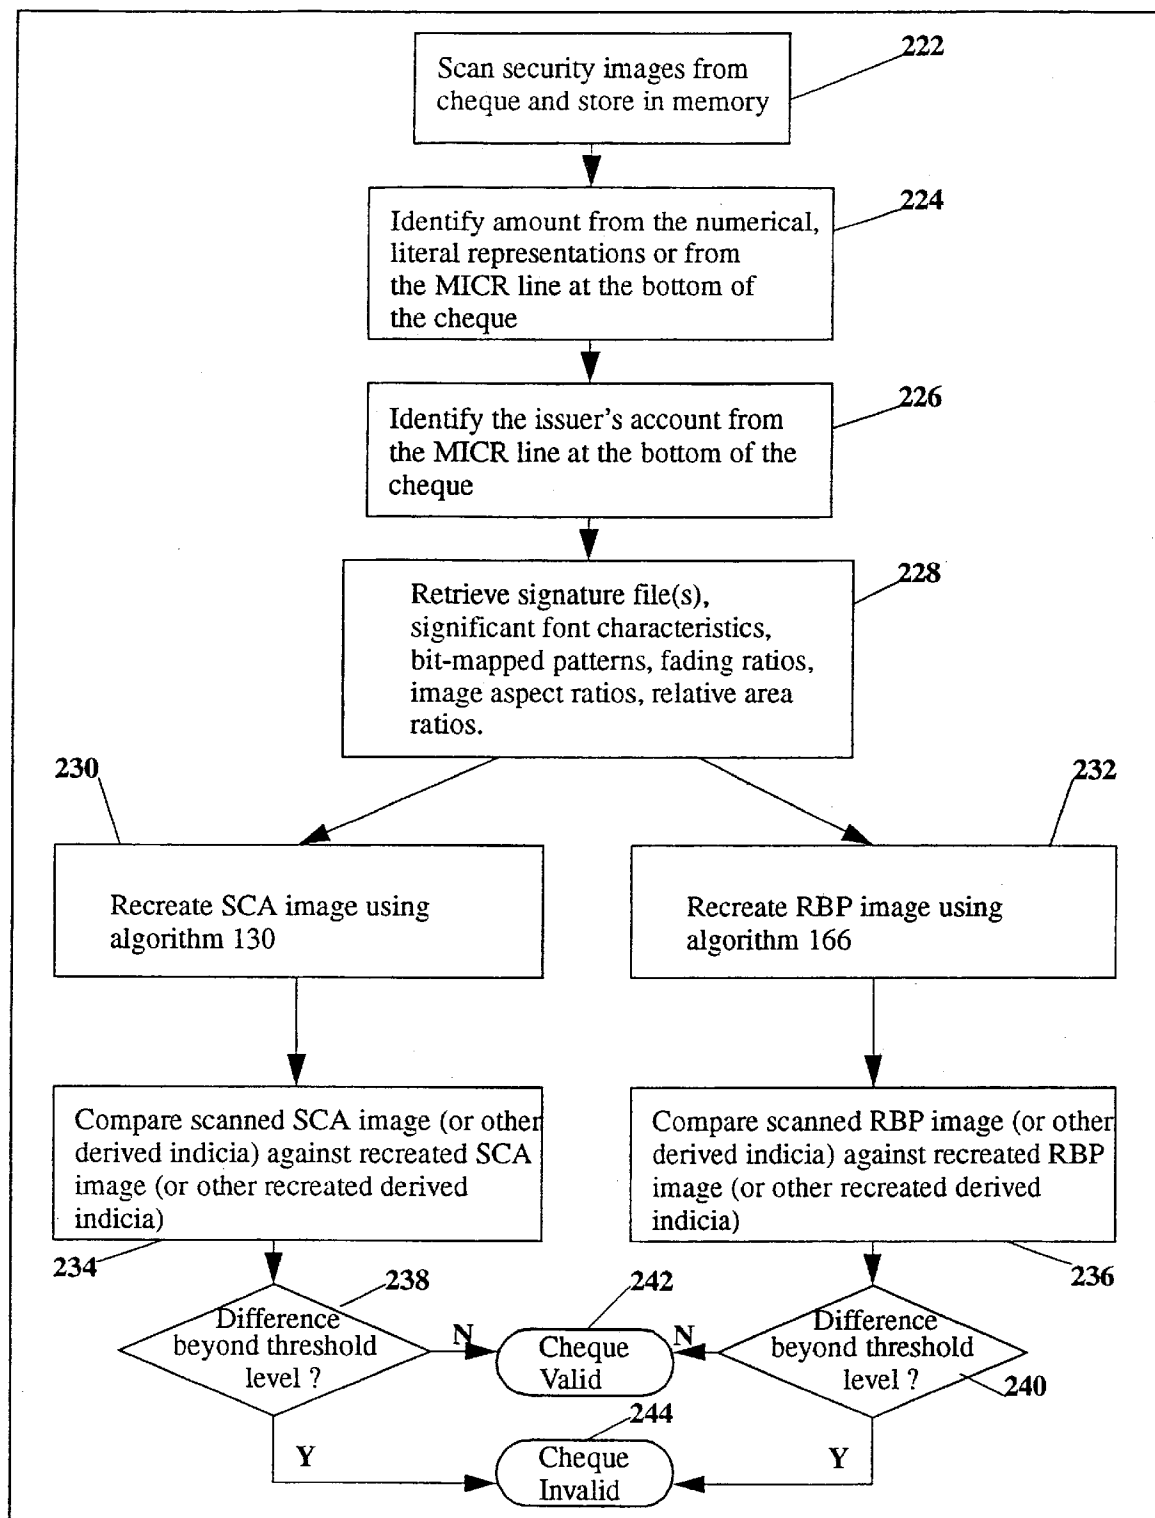 222
Scan security images from
cheque and store in memory
224
Identify amount from the numerical,
literal representations or from
the MICR line at the bottom of
the cheque
226
Identify the issuer's account from
the MICR line at the bottom of the
cheque
228
Retrieve signature file(s),
significant font characteristics,
bit-mapped patterns, fading ratios,
image aspect ratios, relative area
ratios.
230
232
Recreate SCA image using
algorithm 130
Recreate RBP image using
algorithm 166
Compare scanned SCA image (or other
derived indicia) against recreated SCA
image (or other recreated derived
indicia)
Compare scanned RBP image (or other
derived indicia) against recreated RBP
image (or other recreated derived
indicia)
234
236
238
Difference
beyond threshold
level ?
N
242
Cheque
Valid
N
Difference
beyond threshold
level ?
240
Y
244
Cheque
Invalid
Y